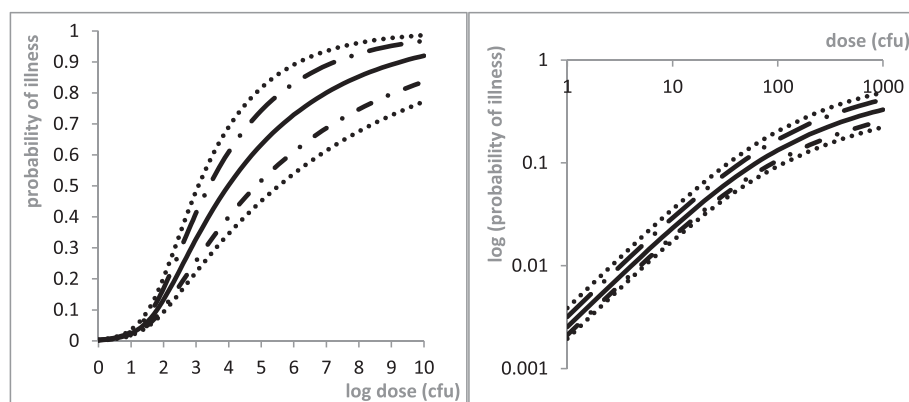 probability of illness
1
0.9
0.8
0.7
0.6
0.5
0.4
0.3
0.2
0.1
0
0 1 2 3 4 5 6 7 8 9 10
log dose (cfu)
log (probability of illness)
dose (cfu)
1
0.1
0.01
0.001
1 10 100 1000